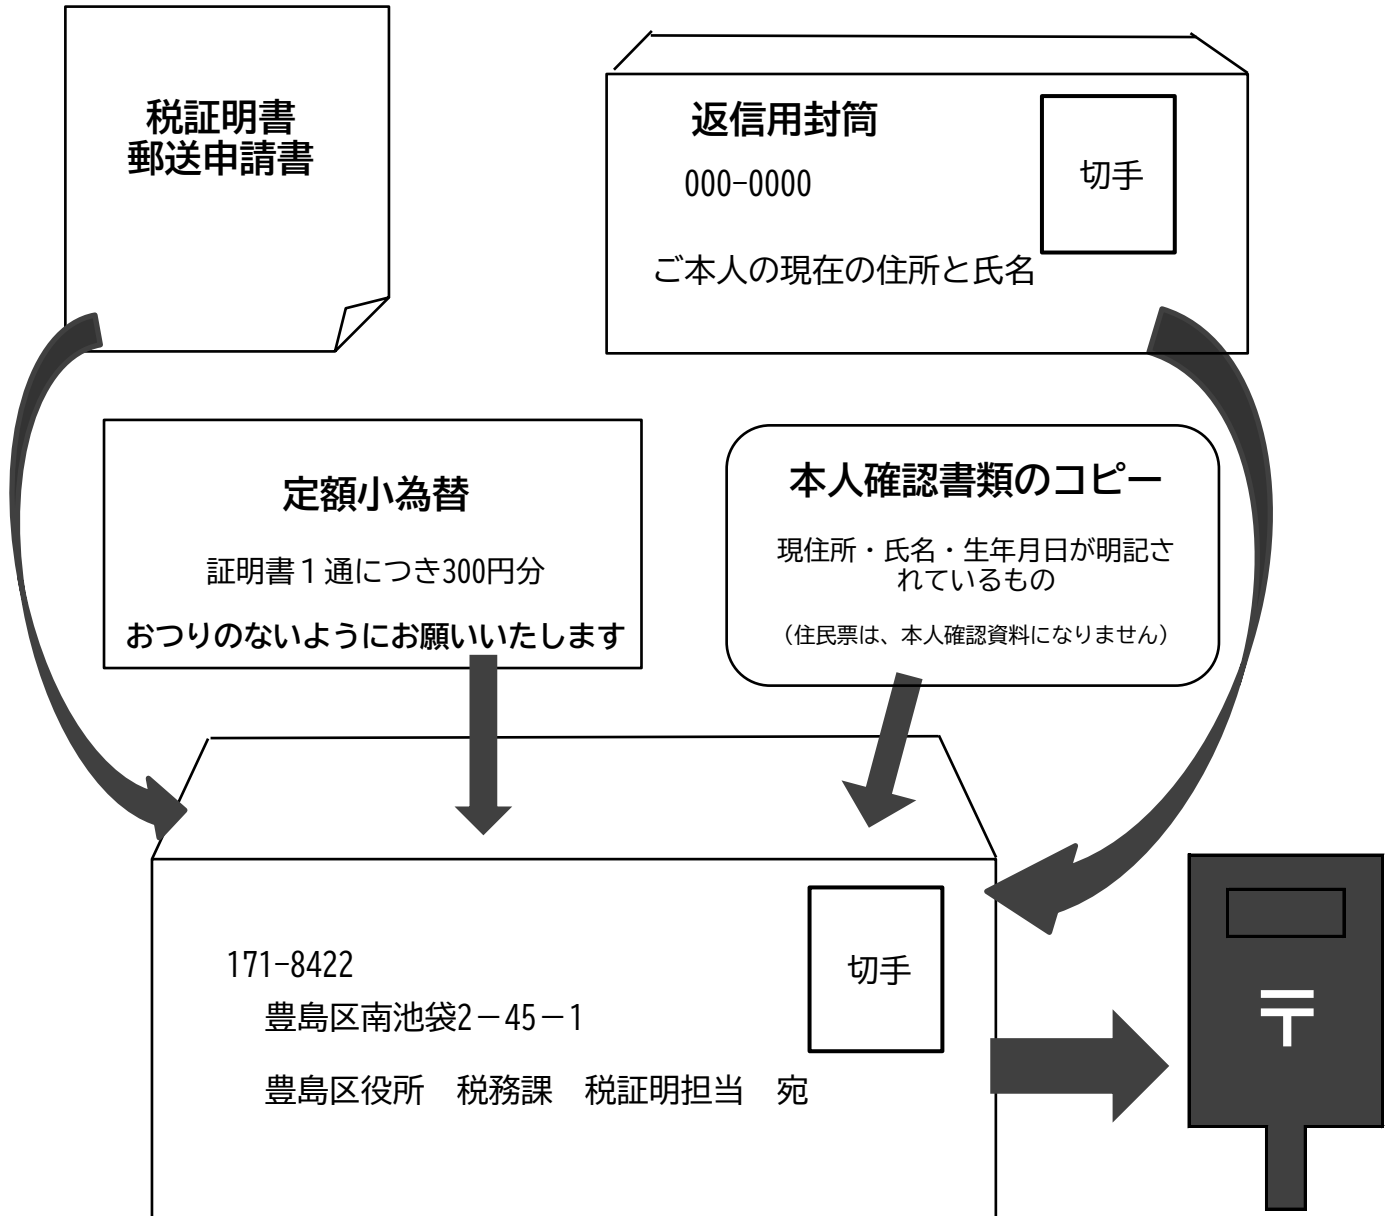 税証明書
郵送申請書
返信用封筒
切手
000-0000
ご本人の現在の住所と氏名
定額小為替
証明書１通につき300円分
おつりのないようにお願いいたします
本人確認書類のコピー
現住所・氏名・生年月日が明記さ
れているもの
（住民票は、本人確認資料になりません）
切手
171-8422
豊島区南池袋2－45－1
豊島区役所　税務課　税証明担当　宛
〒